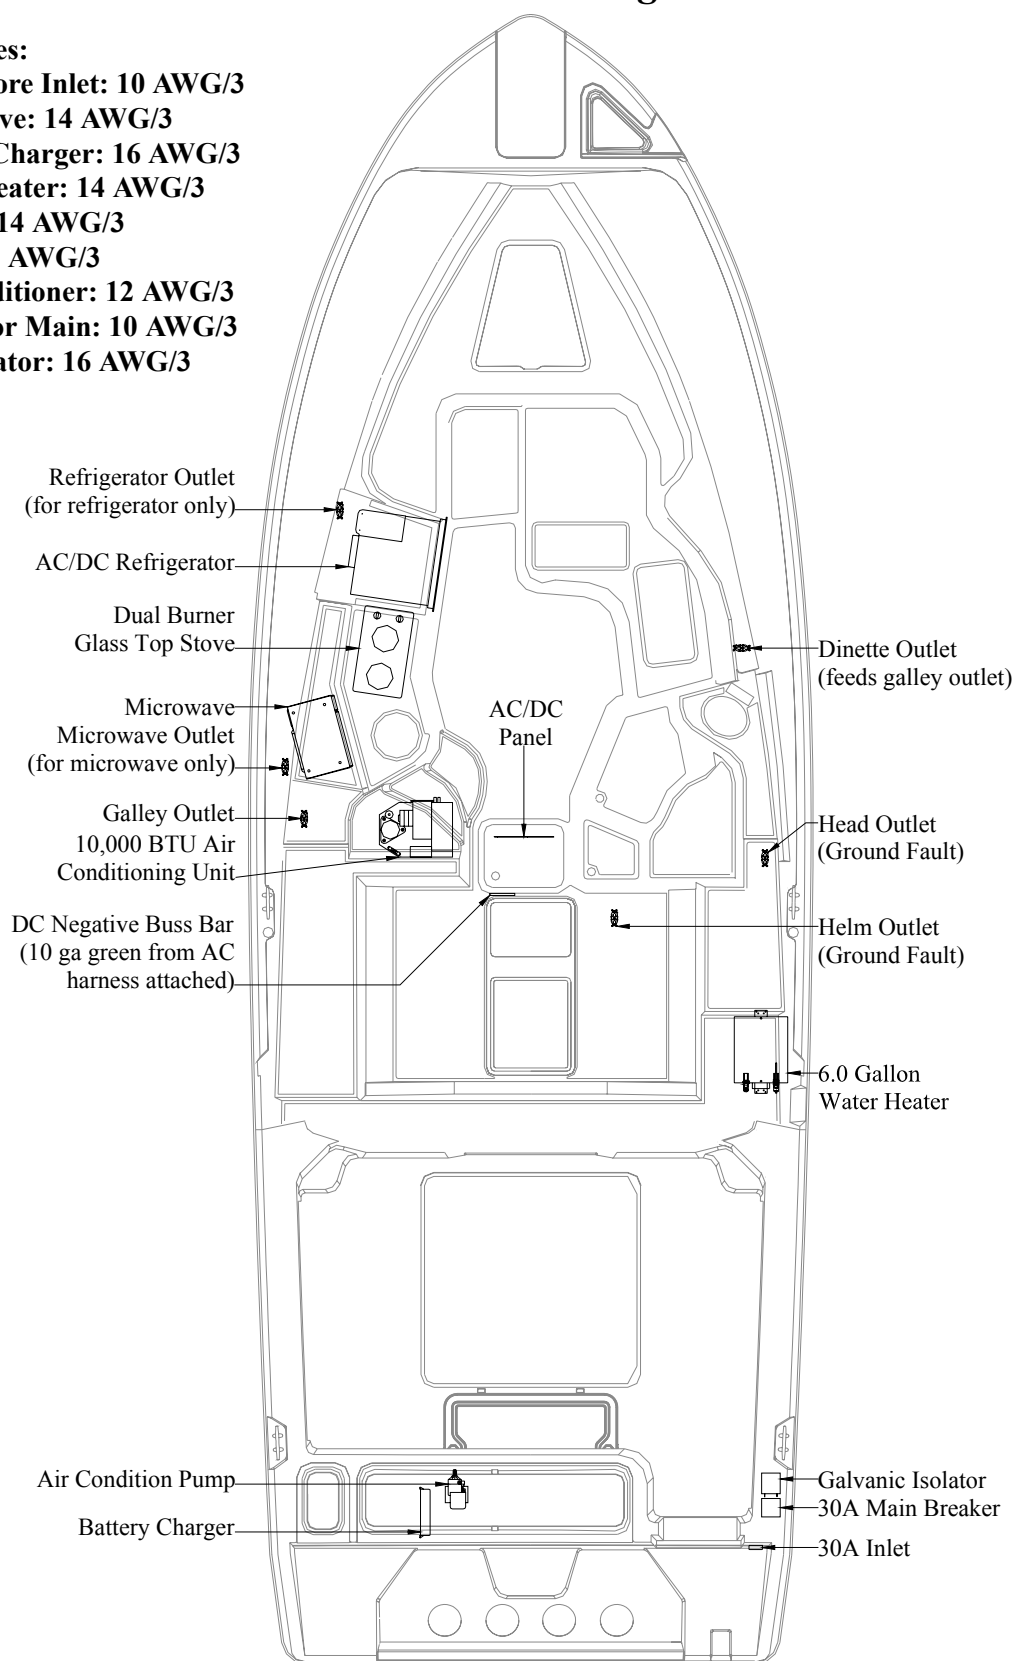 g
es:
ore Inlet: 10 AWG/3
ve: 14 AWG/3
Charger: 16 AWG/3
eater: 14 AWG/3
14 AWG/3
AWG/3
ditioner: 12 AWG/3
or Main: 10 AWG/3
ator: 16 AWG/3
Refrigerator Outlet
(for refrigerator only)
AC/DC Refrigerator
Dual Burner
Glass Top Stove
Microwave
Microwave Outlet
(for microwave only)
Galley Outlet
10,000 BTU Air
Conditioning Unit
DC Negative Buss Bar
(10 ga green from AC
harness attached)
AC/DC
Panel
Dinette Outlet
(feeds galley outlet)
Head Outlet
(Ground Fault)
Helm Outlet
(Ground Fault)
6.0 Gallon
Water Heater
Air Condition Pump
Battery Charger
Galvanic Isolator
30A Main Breaker
30A Inlet